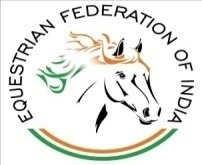 EQUESTRIAN FEDERATION OF INDIA